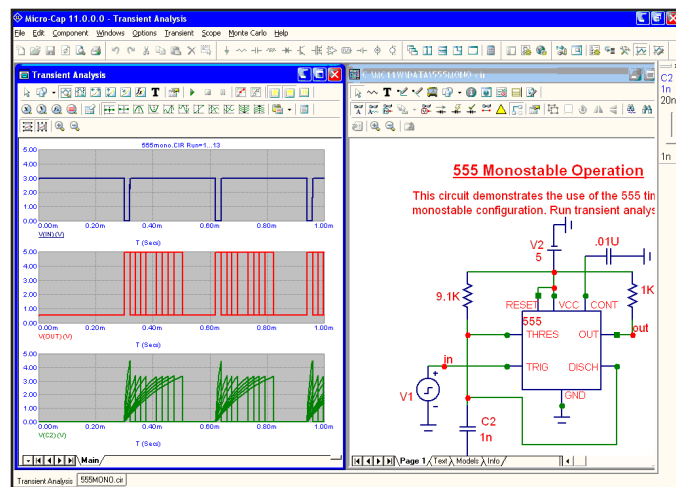 Micro-Cap 11.0.0.0 - Transient Analysis
File Edit Component Windows Options Transient Scope Monte Carlo Help
Transient Analysis
C:\MC11W\DATA\555MONO.cir
C2
1n
20n
1n
555mono.CIR Run=1...13
5.00
4.00
3.00
2.00
1.00
0.00
0.00m 0.20m 0.40m 0.60m 0.80m 1.00m
V(IN) (V)
T (Secs)
5.00
4.00
3.00
2.00
1.00
0.00
0.00m 0.20m 0.40m 0.60m 0.80m 1.00m
V(OUT) (V)
T (Secs)
5.00
4.00
3.00
2.00
1.00
0.00
0.00m 0.20m 0.40m 0.60m 0.80m 1.00m
V(C2) (V)
T (Secs)
Main
555 Monostable Operation
This circuit demonstrates the use of the 555 tin
monostable configuration. Run transient analys
V2
5
.01U
9.1K
RESET VCC CONT
1K
555
THRES OUT
out
in
TRIG DISCH
V1
GND
C2
1n
Page 1 Text Models Info
Transient Analysis 555MONO.cir